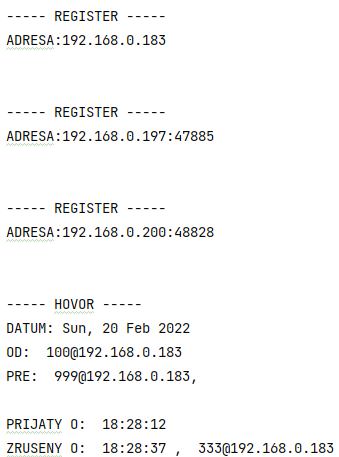 ----- REGISTER -----
ADRESA:192.168.0.183
----- REGISTER -----
ADRESA:192.168.0.197:47885
----- REGISTER -----
ADRESA:192.168.0.200:48828
----- HOVOR -----
DATUM: Sun, 20 Feb 2022
OD:  100@192.168.0.183
PRE:  999@192.168.0.183,
PRIJATY O:  18:28:12
ZRUSENY O:  18:28:37 ,  333@192.168.0.183